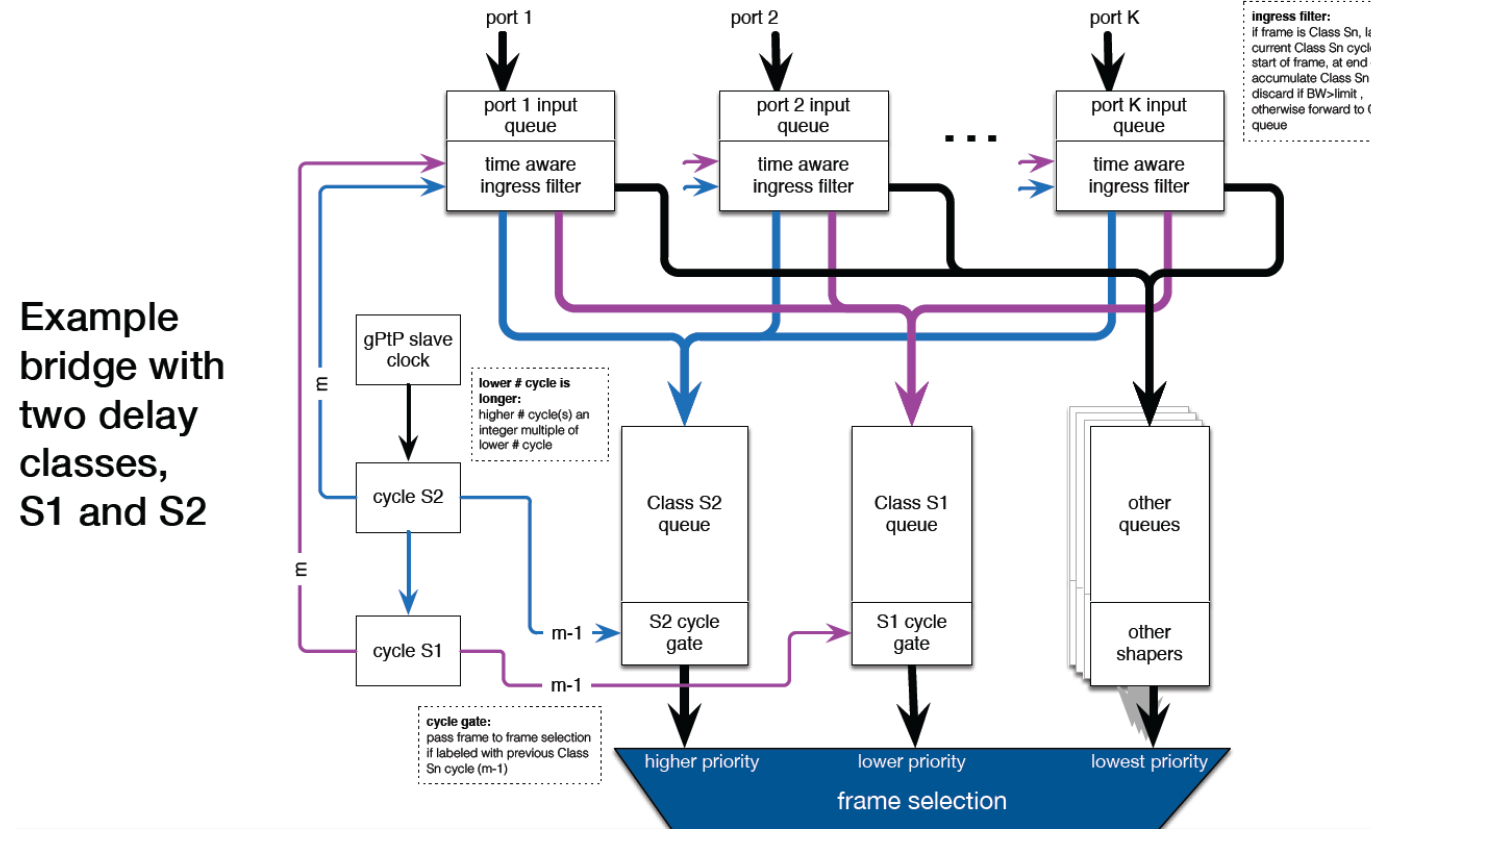 port 1
port 2
port K
ingress filter:
if frame is Class Sn,
current Class Sn
start of frame, at end
accumulate Class Sn
discard if BW>limit ,
otherwise forward to
queue
port 1 input
queue
time aware
ingress filter
port 2 input
queue
time aware
ingress filter
...
port K input
queue
time aware
ingress filter
Example
bridge with
two delay
classes,
S1 and S2
m
m
gPtP slave
clock
lower # cycle is
longer:
higher # cycle(s) an
integer multiple of
lower # cycle
cycle S2
cycle S1
m-1
m-1
Class S2
queue
S2 cycle
gate
Class S1
queue
S1 cycle
gate
other
queues
other
shapers
cycle gate:
pass frame to frame selection
if labeled with previous Class
Sn cycle (m-1)
higher priority
lower priority
lowest priority
frame selection